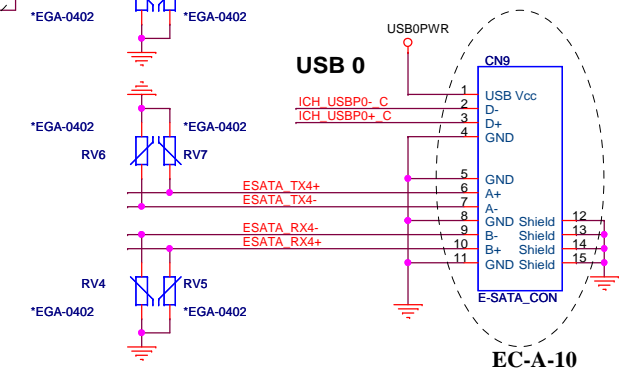 *EGA-0402 *EGA-0402
USB0PWR
USB 0
CN9
1 USB Vcc
ICH_USBP0-_C 2 D-
ICH_USBP0+_C 3 D+
4 GND
*EGA-0402 *EGA-0402
RV6 RV7
5 GND
ESATA_TX4+ 6 A+
ESATA_TX4- 7 A-
8 GND Shield 12
ESATA_RX4- 9 B- Shield 13
ESATA_RX4+ 10 B+ Shield 14
11 GND Shield 15
RV4 RV5
E-SATA_CON
*EGA-0402 *EGA-0402
EC-A-10